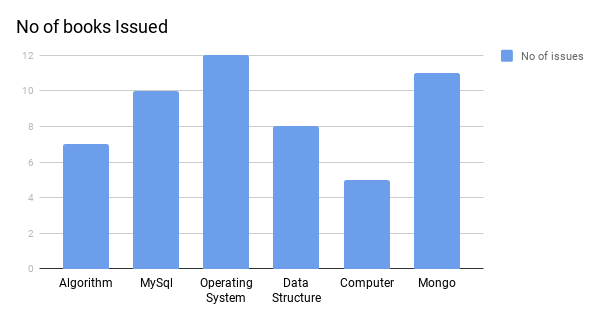 No of books Issued
No of issues
12
10
8
6
4
2
0
Algorithm
MySql
Operating
System
Data
Structure
Computer
Mongo